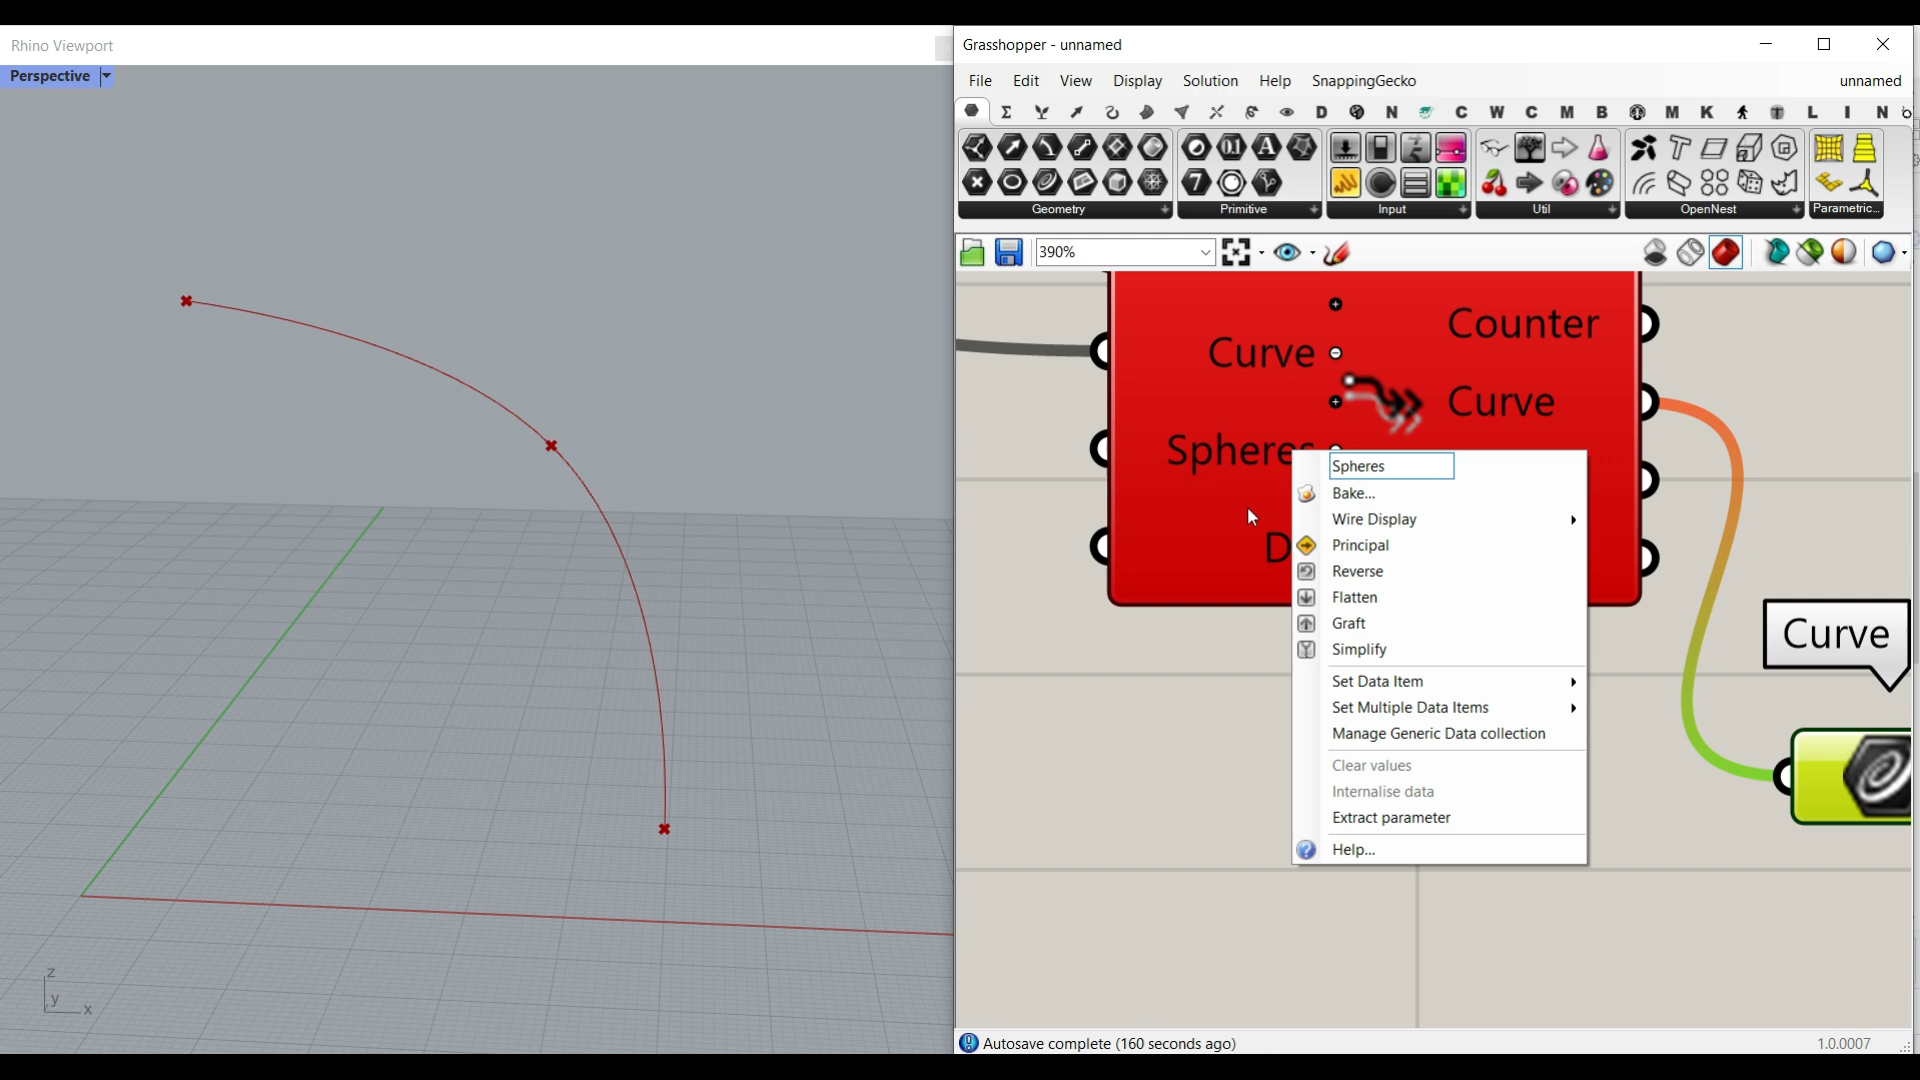 Rhino Viewport
Perspective
z
y
x
Grasshopper - unnamed
File Edit View Display Solution Help SnappingGecko unnamed
D N C W C M B M K L I N
Geometry Primitive Input Util OpenNest Parametric...
390%
Counter
Curve
Curve
Spheres
D
Spheres
Bake...
Wire Display
Principal
Reverse
Flatten
Graft
Simplify
Set Data Item
Set Multiple Data Items
Manage Generic Data collection
Clear values
Internalise data
Extract parameter
Help...
Curve
Autosave complete (160 seconds ago)
1.0.0007